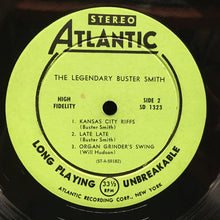 STEREO
ATLANTIC
THE LEGENDARY BUSTER SMITH
HIGH FIDELITY
SIDE 2
SD 1323
1. KANSAS CITY RIFFS
(Buster Smith)
2. LATE LATE
(Buster Smith)
3. ORGAN GRINDER'S SWING
(Will Hudson)
(ST-A-59182)
LONG PLAYING 33⅓ RPM UNBREAKABLE
ATLANTIC RECORDING CORP., NEW YORK